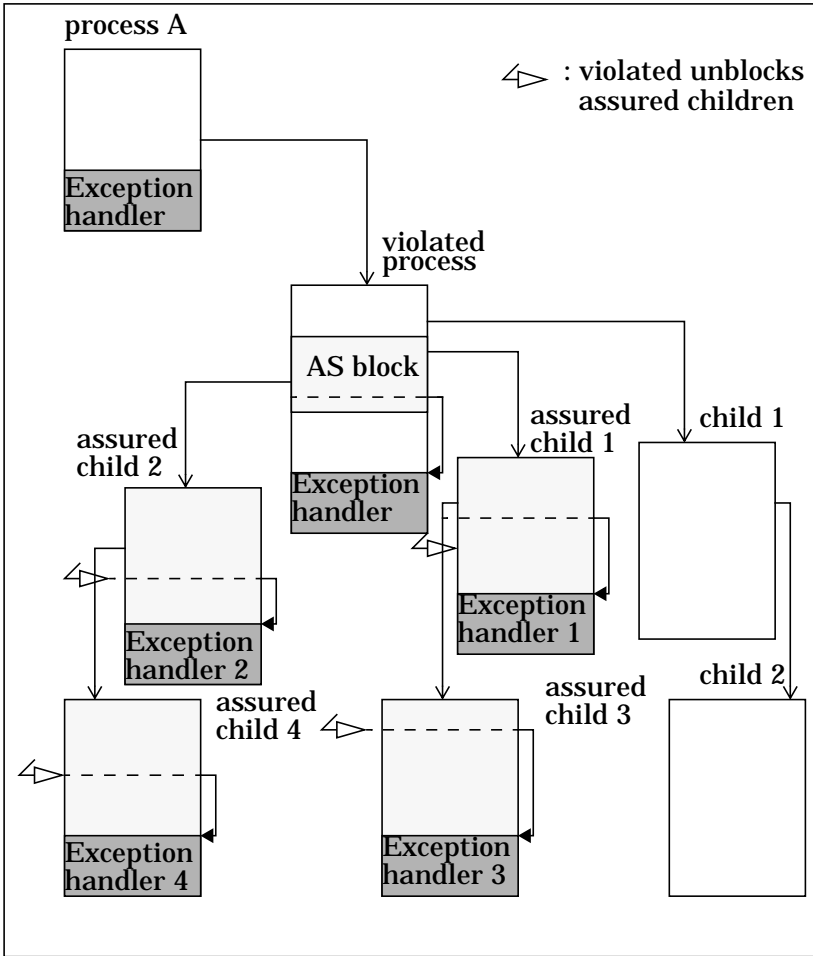 process A
: violated unblocks
assured children
Exception
handler
violated
process
AS block
assured
child 1
child 1
assured
child 2
Exception
handler
Exception
handler 1
Exception
handler 2
assured
child 4
assured
child 3
child 2
Exception
handler 4
Exception
handler 3